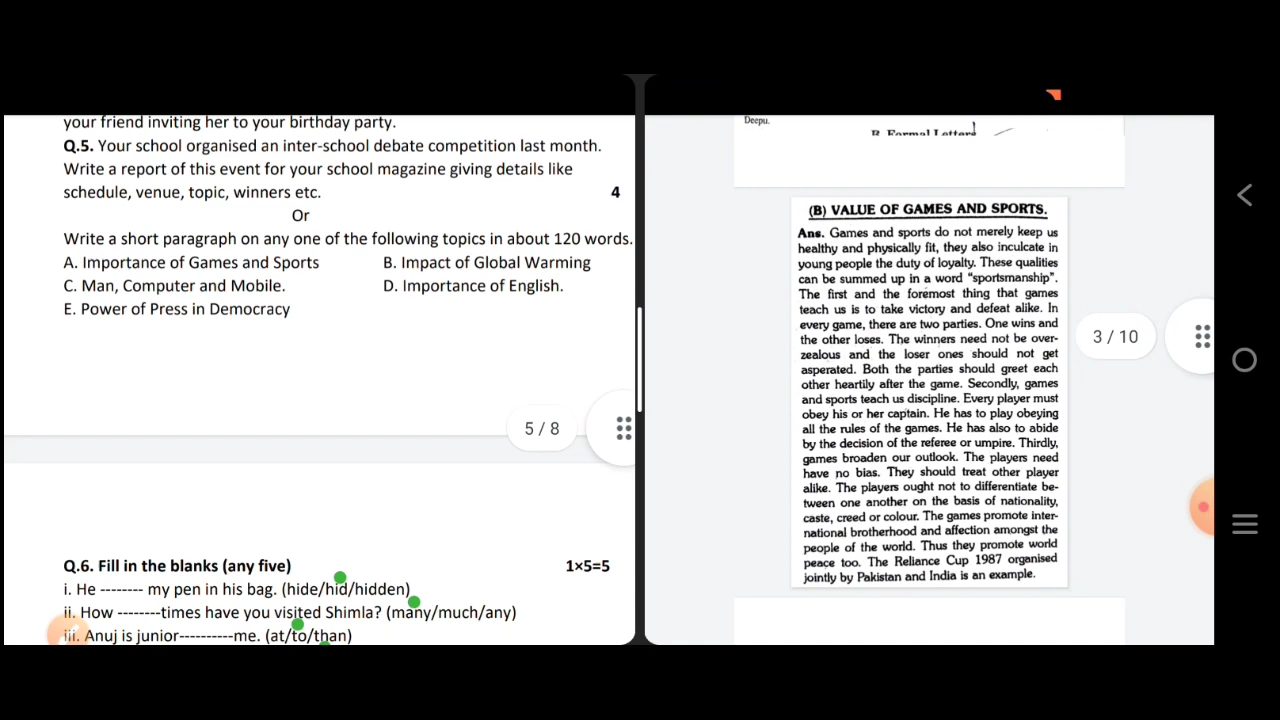 your friend inviting her to your birthday party.
Q.5. Your school organised an inter-school debate competition last month.
Write a report of this event for your school magazine giving details like
schedule, venue, topic, winners etc. 4
Or
Write a short paragraph on any one of the following topics in about 120 words.
A. Importance of Games and Sports B. Impact of Global Warming
C. Man, Computer and Mobile. D. Importance of English.
E. Power of Press in Democracy
5 / 8
Q.6. Fill in the blanks (any five) 1×5=5
i. He -------- my pen in his bag. (hide/hid/hidden)
ii. How --------times have you visited Shimla? (many/much/any)
iii. Anuj is junior----------me. (at/to/than)
Deepu.
B. Formal Letters
(B) VALUE OF GAMES AND SPORTS.
Ans. Games and sports do not merely keep us
healthy and physically fit, they also inculcate in
young people the duty of loyalty. These qualities
can be summed up in a word “sportsmanship”.
The first and the foremost thing that games
teach us is to take victory and defeat alike. In
every game, there are two parties. One wins and
the other loses. The winners need not be over-
zealous and the loser ones should not get
asperated. Both the parties should greet each
other heartily after the game. Secondly, games
and sports teach us discipline. Every player must
obey his or her captain. He has to play obeying
all the rules of the games. He has also to abide
by the decision of the referee or umpire. Thirdly,
games broaden our outlook. The players need
have no bias. They should treat other player
alike. The players ought not to differentiate be-
tween one another on the basis of nationality,
caste, creed or colour. The games promote inter-
national brotherhood and affection amongst the
people of the world. Thus they promote world
peace too. The Reliance Cup 1987 organised
jointly by Pakistan and India is an example.
3 / 10